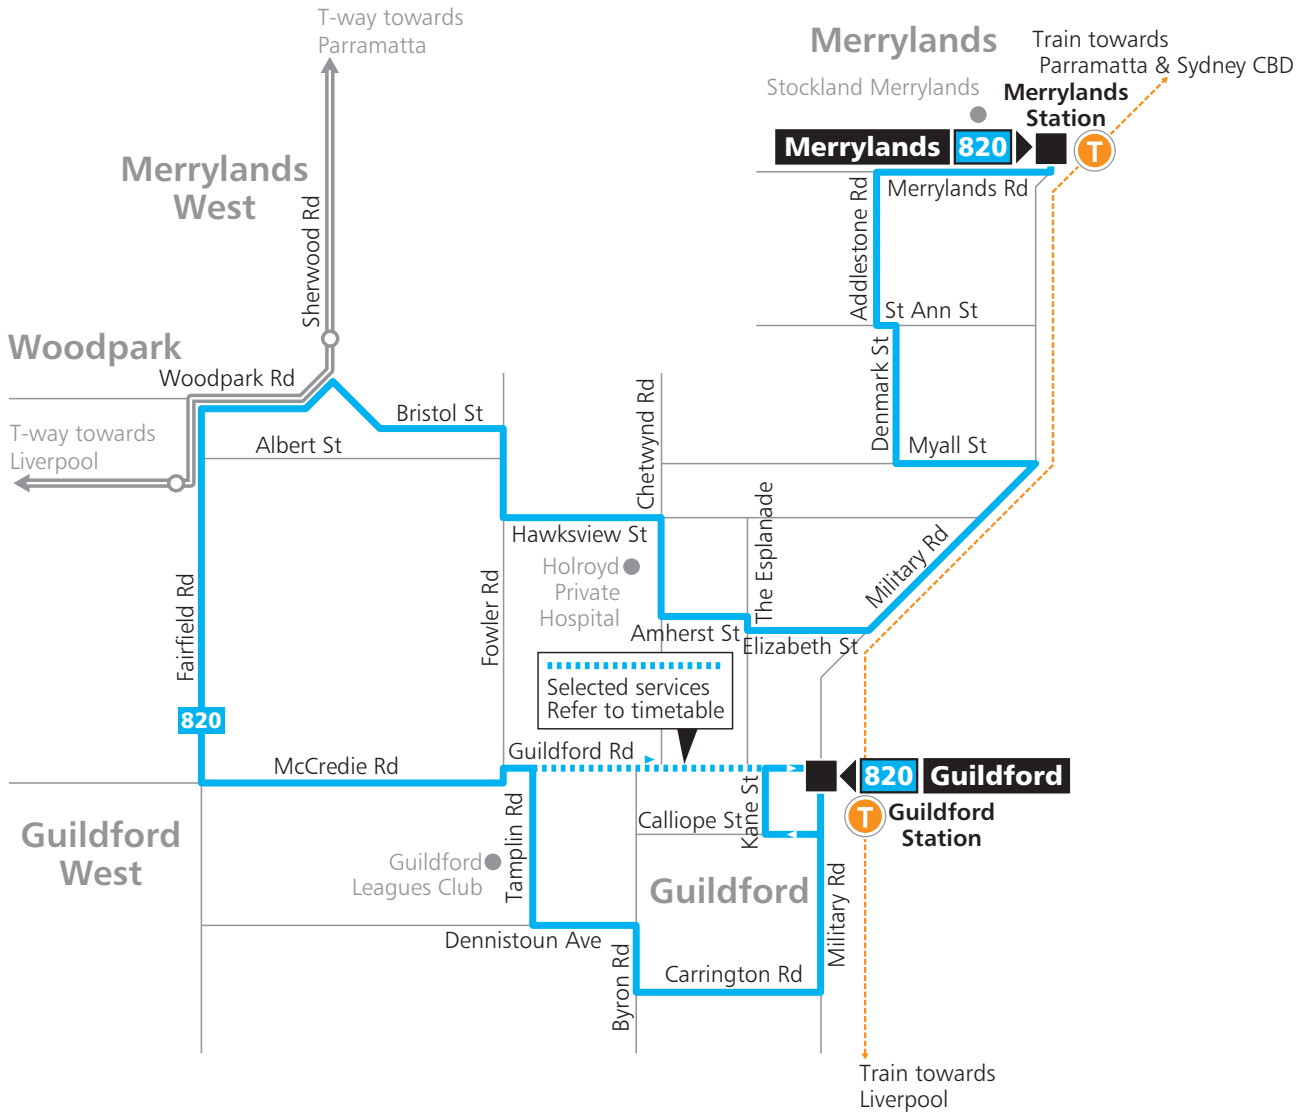 T-way towards
Parramatta
Merrylands
Train towards
Parramatta & Sydney CBD
Stockland Merrylands
Merrylands
Station
Merrylands 820
T
Merrylands
West
Merrylands Rd
Addlestone Rd
Sherwood Rd
St Ann St
Woodpark
Denmark St
Woodpark Rd
Bristol St
Chetwynd Rd
T-way towards
Liverpool
Albert St
Myall St
Hawksview St
The Esplanade
Military Rd
Holroyd
Private
Hospital
Fairfield Rd
Fowler Rd
Amherst St
Elizabeth St
Selected services
Refer to timetable
820
Guildford Rd
McCredie Rd
820 Guildford
T
Guildford
Station
Kane St
Calliope St
Guildford
West
Tamplin Rd
Guildford
Leagues Club
Guildford
Military Rd
Dennistoun Ave
Byron Rd
Carrington Rd
Train towards
Liverpool